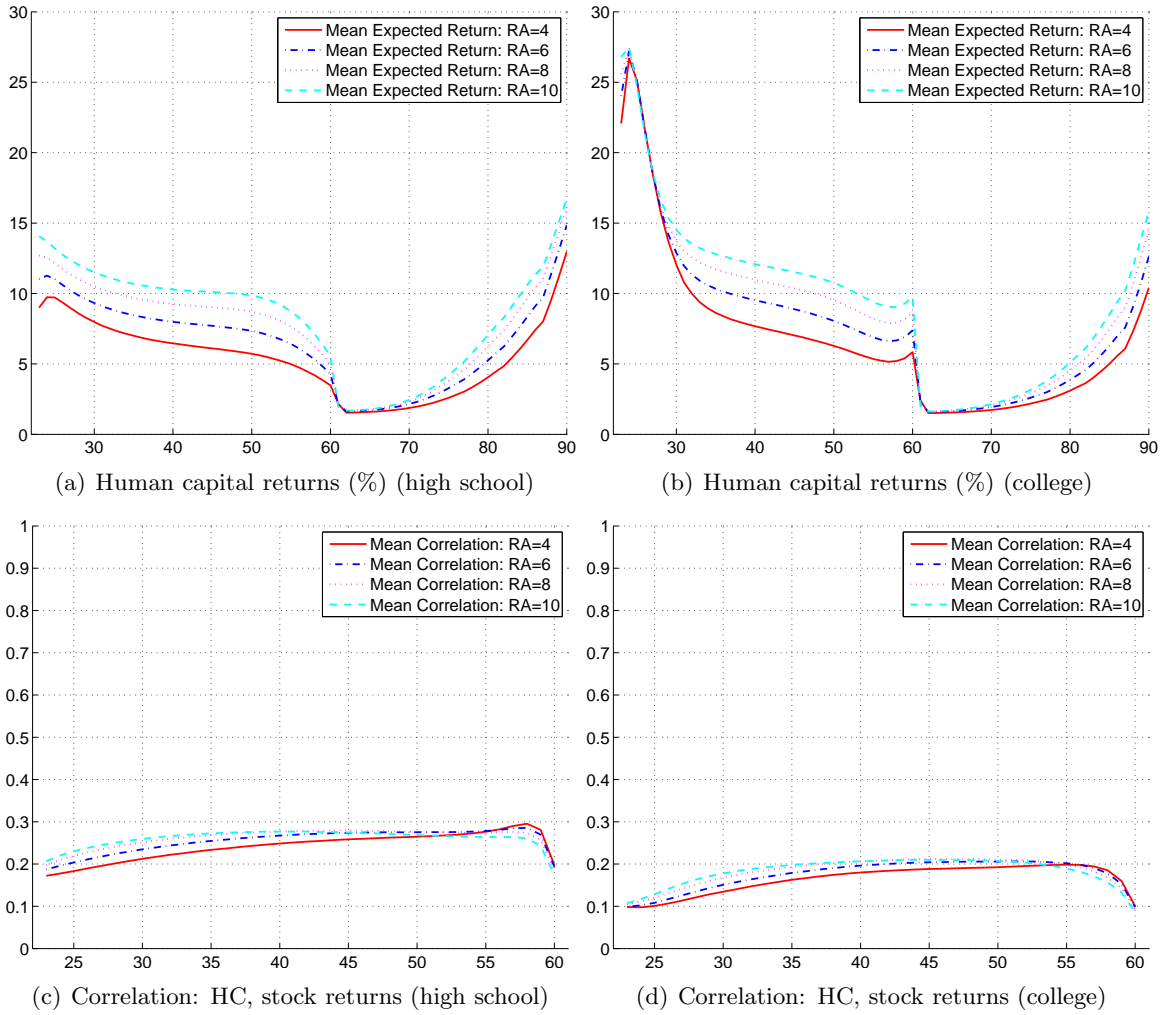 30
25
20
15
10
5
0
Mean Expected Return: RA=4
Mean Expected Return: RA=6
Mean Expected Return: RA=8
Mean Expected Return: RA=10
30 40 50 60 70 80 90
(a) Human capital returns (%) (high school)
30
25
20
15
10
5
0
Mean Expected Return: RA=4
Mean Expected Return: RA=6
Mean Expected Return: RA=8
Mean Expected Return: RA=10
30 40 50 60 70 80 90
(b) Human capital returns (%) (college)
1
0.9
0.8
0.7
0.6
0.5
0.4
0.3
0.2
0.1
0
Mean Correlation: RA=4
Mean Correlation: RA=6
Mean Correlation: RA=8
Mean Correlation: RA=10
25 30 35 40 45 50 55 60
(c) Correlation: HC, stock returns (high school)
1
0.9
0.8
0.7
0.6
0.5
0.4
0.3
0.2
0.1
0
Mean Correlation: RA=4
Mean Correlation: RA=6
Mean Correlation: RA=8
Mean Correlation: RA=10
25 30 35 40 45 50 55 60
(d) Correlation: HC, stock returns (college)